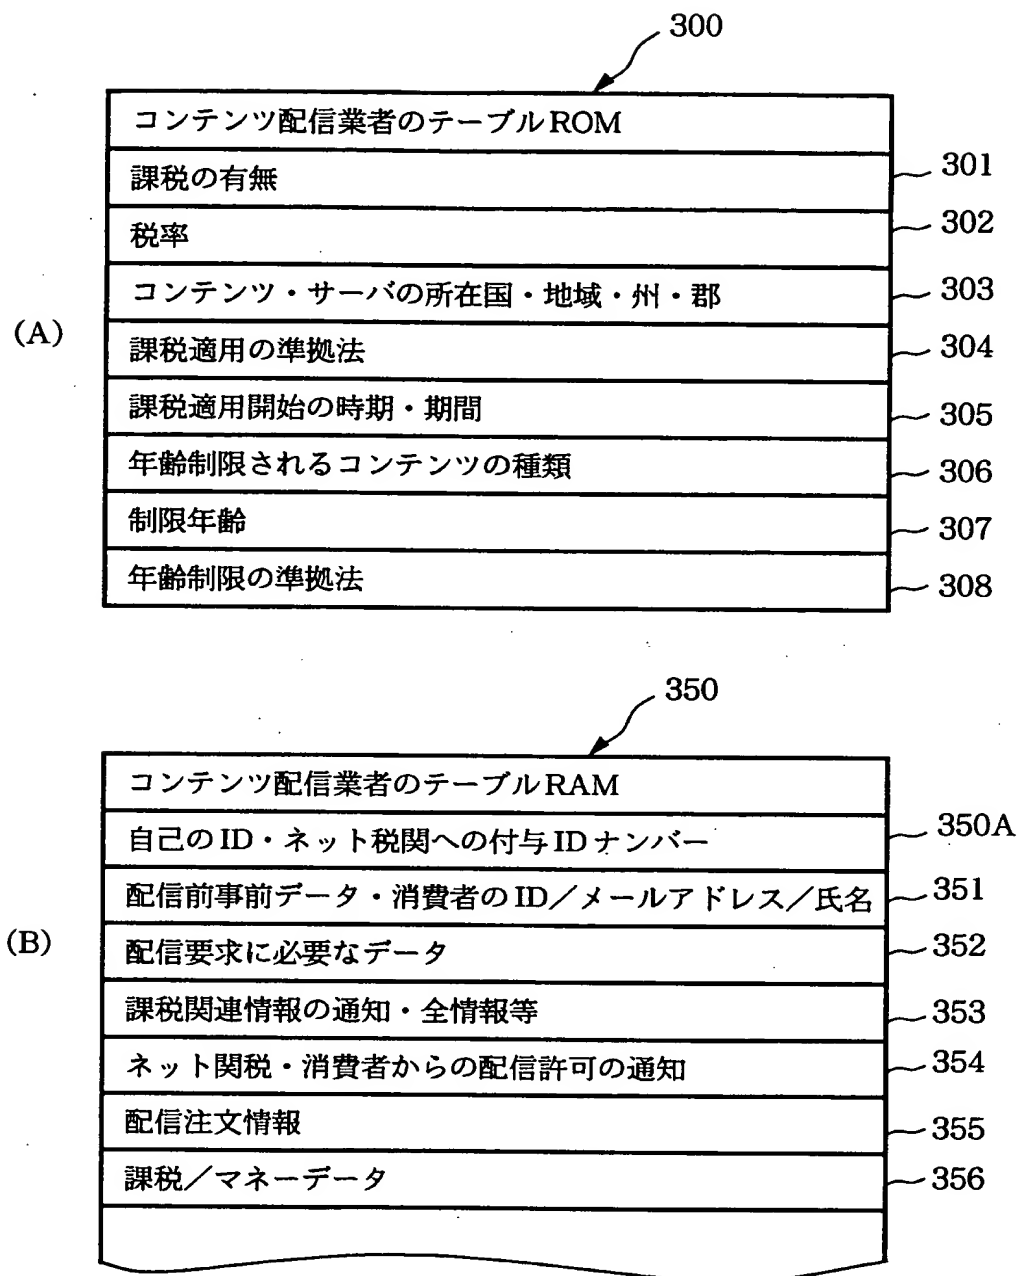 300
コンテンツ配信業者のテーブルROM
課税の有無 301
税率 302
コンテンツ・サーバの所在国・地域・州・郡 303
(A)
課税適用の準拠法 304
課税適用開始の時期・期間 305
年齢制限されるコンテンツの種類 306
制限年齢 307
年齢制限の準拠法 308
350
コンテンツ配信業者のテーブルRAM
自己のID・ネット税関への付与IDナンバー 350A
配信前事前データ・消費者のID／メールアドレス／氏名 351
(B)
配信要求に必要なデータ 352
課税関連情報の通知・全情報等 353
ネット関税・消費者からの配信許可の通知 354
配信注文情報 355
課税／マネーデータ 356